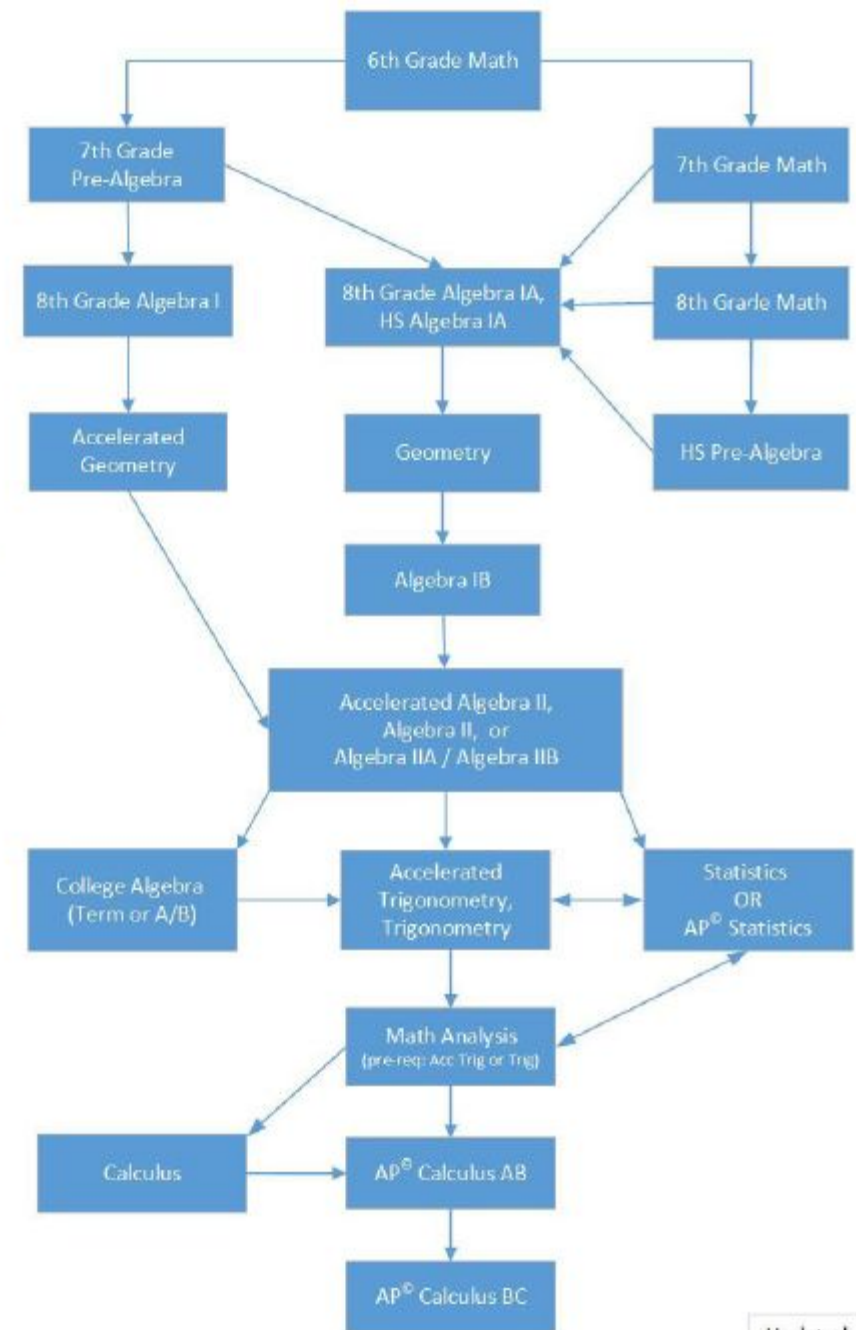 6th Grade Math
7th Grade
Pre-Algebra
7th Grade Math
8th Grade Algebra I
8th Grade Algebra IA,
HS Algebra IA
8th Grade Math
Accelerated
Geometry
Geometry
HS Pre-Algebra
Algebra IB
Accelerated Algebra II,
Algebra II, or
Algebra IIA / Algebra IIB
College Algebra
(Term or A/B)
Accelerated
Trigonometry,
Trigonometry
Statistics
OR
AP© Statistics
Math Analysis
(pre-req: Acc Trig or Trig)
Calculus
AP© Calculus AB
AP© Calculus BC